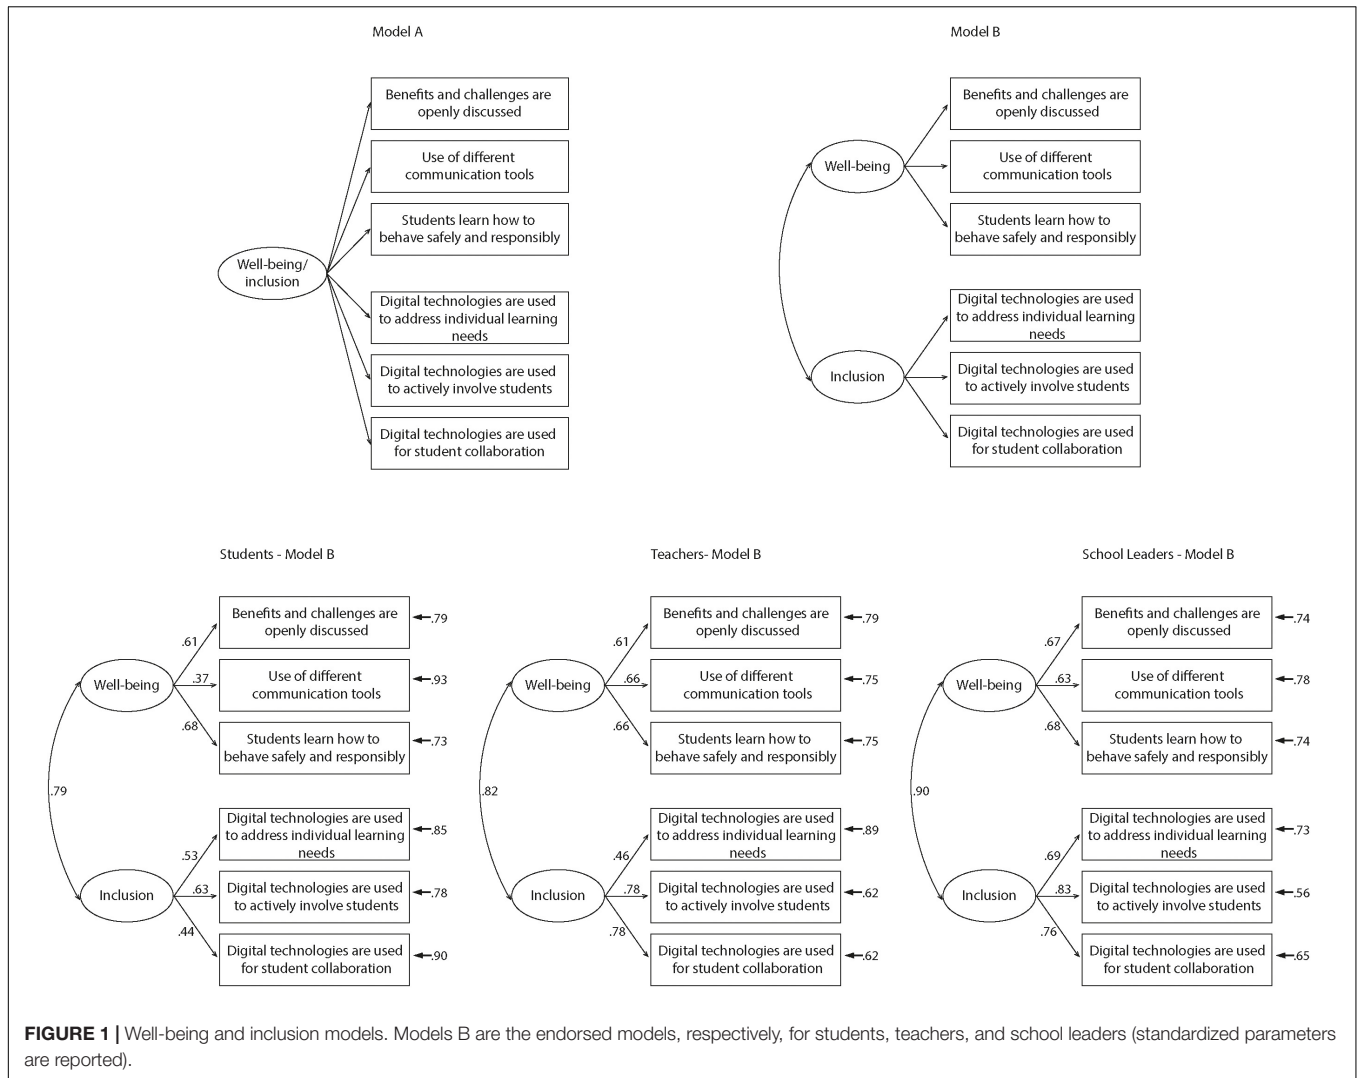 Model A
Benefits and challenges are
openly discussed
Use of different
communication tools
Students learn how to
behave safely and responsibly
Well-being/
inclusion
Digital technologies are used
to address individual learning
needs
Digital technologies are used
to actively involve students
Digital technologies are used
for student collaboration
Model B
Benefits and challenges are
openly discussed
Well-being
Use of different
communication tools
Students learn how to
behave safely and responsibly
Digital technologies are used
to address individual learning
needs
Inclusion
Digital technologies are used
to actively involve students
Digital technologies are used
for student collaboration
Students - Model B
Benefits and challenges are
openly discussed
.79
.61
Well-being
.37
Use of different
communication tools
.93
.68
Students learn how to
behave safely and responsibly
.73
.79
Digital technologies are used
to address individual learning
needs
.85
.53
Inclusion
.63
Digital technologies are used
to actively involve students
.78
.44
Digital technologies are used
for student collaboration
.90
Teachers- Model B
Benefits and challenges are
openly discussed
.79
.61
Well-being
.66
Use of different
communication tools
.75
.66
Students learn how to
behave safely and responsibly
.75
.82
Digital technologies are used
to address individual learning
needs
.89
.46
Inclusion
.78
Digital technologies are used
to actively involve students
.62
.78
Digital technologies are used
for student collaboration
.62
School Leaders - Model B
Benefits and challenges are
openly discussed
.74
.67
Well-being
.63
Use of different
communication tools
.78
.68
Students learn how to
behave safely and responsibly
.74
.90
Digital technologies are used
to address individual learning
needs
.73
.69
Inclusion
.83
Digital technologies are used
to actively involve students
.56
.76
Digital technologies are used
for student collaboration
.65
FIGURE 1 | Well-being and inclusion models. Models B are the endorsed models, respectively, for students, teachers, and school leaders (standardized parameters
are reported).